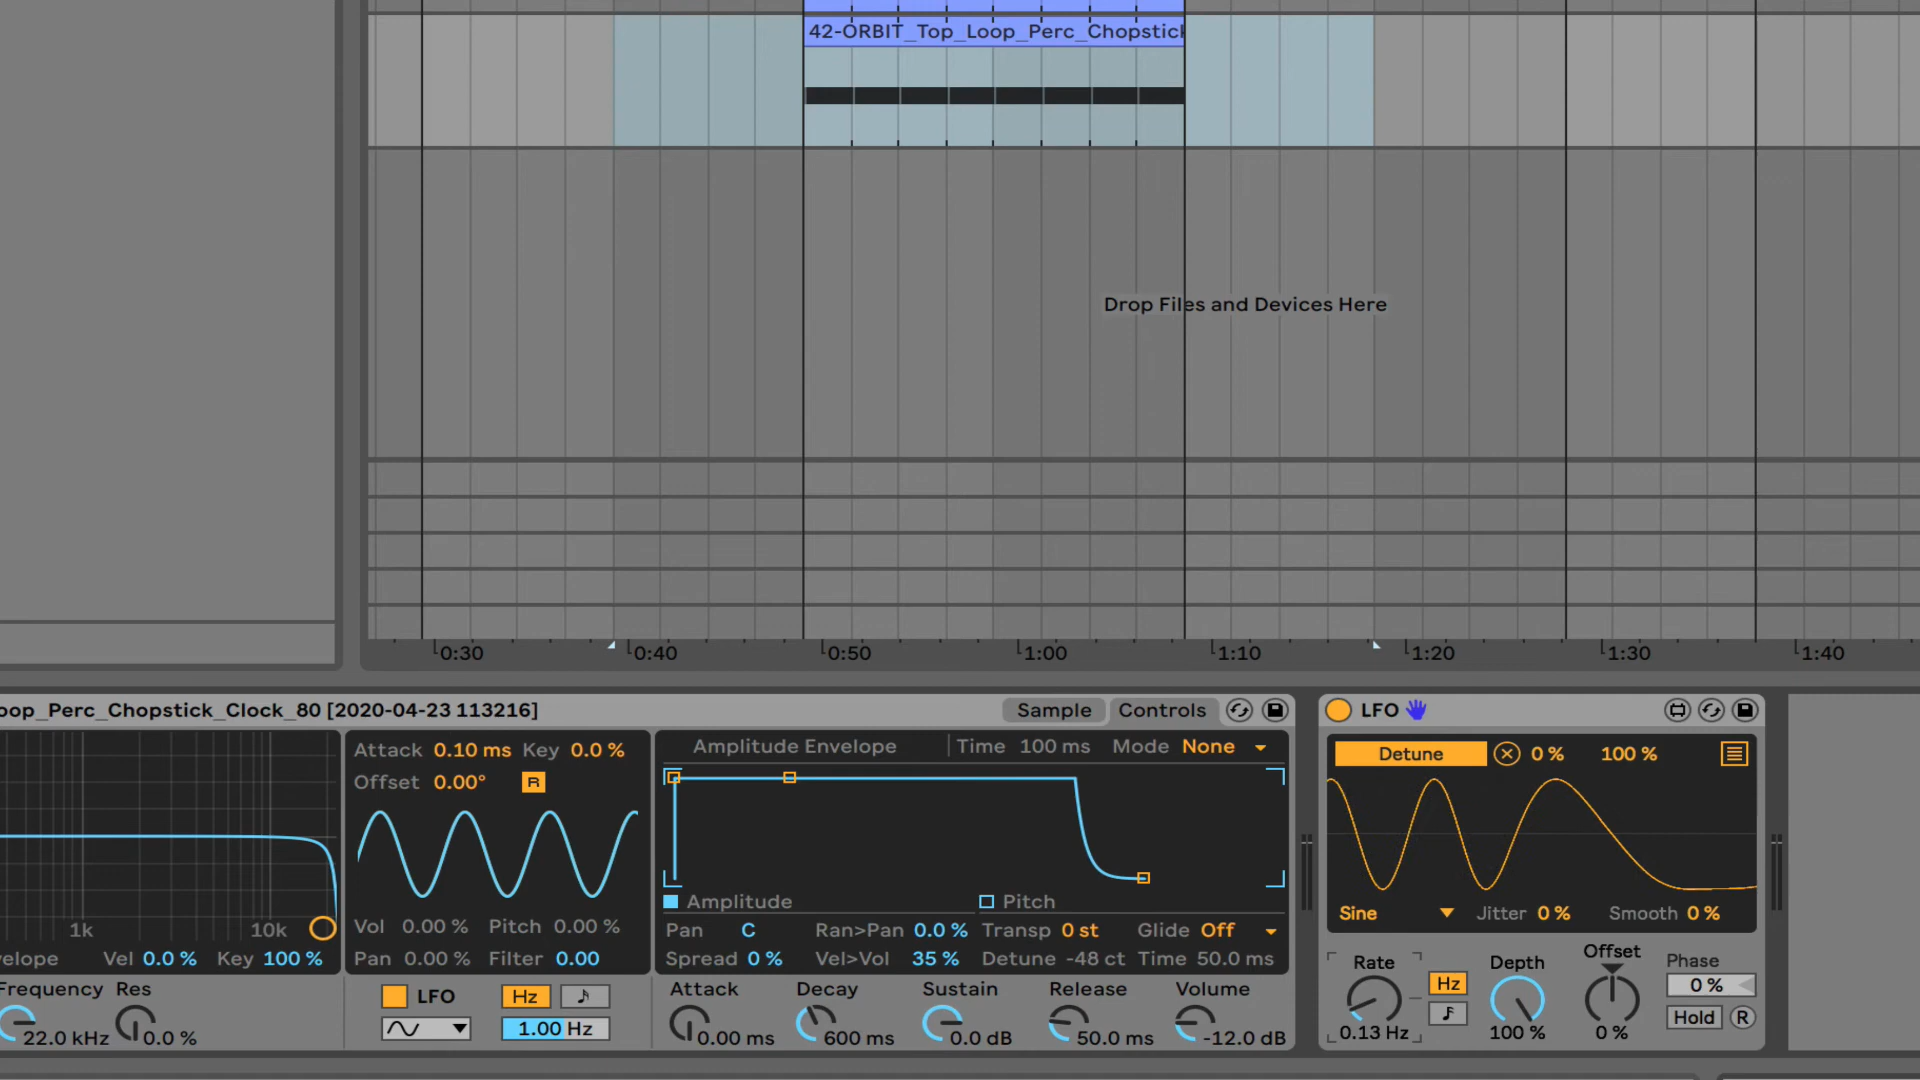 42-ORBIT_Top_Loop_Perc_Chopstick
Drop Files and Devices Here
0:30 0:40 0:50 1:00 1:10 1:20 1:30 1:40
oop_Perc_Chopstick_Clock_80 [2020-04-23 113216]
Sample Controls
LFO
Attack 0.10 ms Key 0.0 %
Offset 0.00° R
Vol 0.00 % Pitch 0.00 %
Pan 0.00 % Filter 0.00
1k 10k
velope Vel 0.0 % Key 100 %
Frequency Res
22.0 kHz 0.0 %
LFO Hz
1.00 Hz
Amplitude Envelope Time 100 ms Mode None
Amplitude Pitch
Pan C Ran>Pan 0.0 % Transp 0 st Glide Off
Spread 0 % Vel>Vol 35 % Detune -48 ct Time 50.0 ms
Attack Decay Sustain Release Volume
0.00 ms 600 ms 0.0 dB 50.0 ms -12.0 dB
Detune 0 % 100 %
Sine Jitter 0 % Smooth 0 %
Rate Hz Depth Offset Phase
0 %
Hold R
0.13 Hz 100 % 0 %